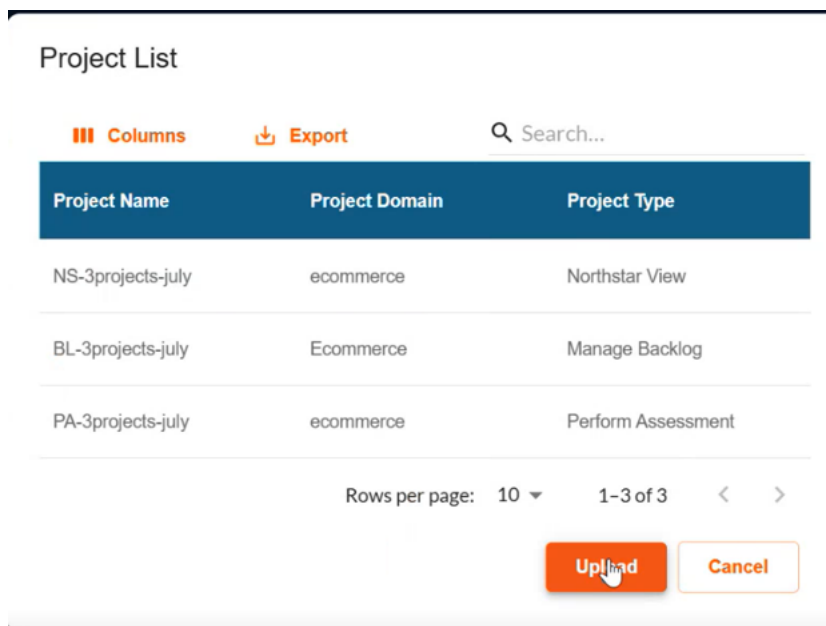 Project List
Columns Export Search...
Project Name Project Domain Project Type
NS-3projects-july ecommerce Northstar View
BL-3projects-july Ecommerce Manage Backlog
PA-3projects-july ecommerce Perform Assessment
Rows per page: 10 1–3 of 3
Upload Cancel